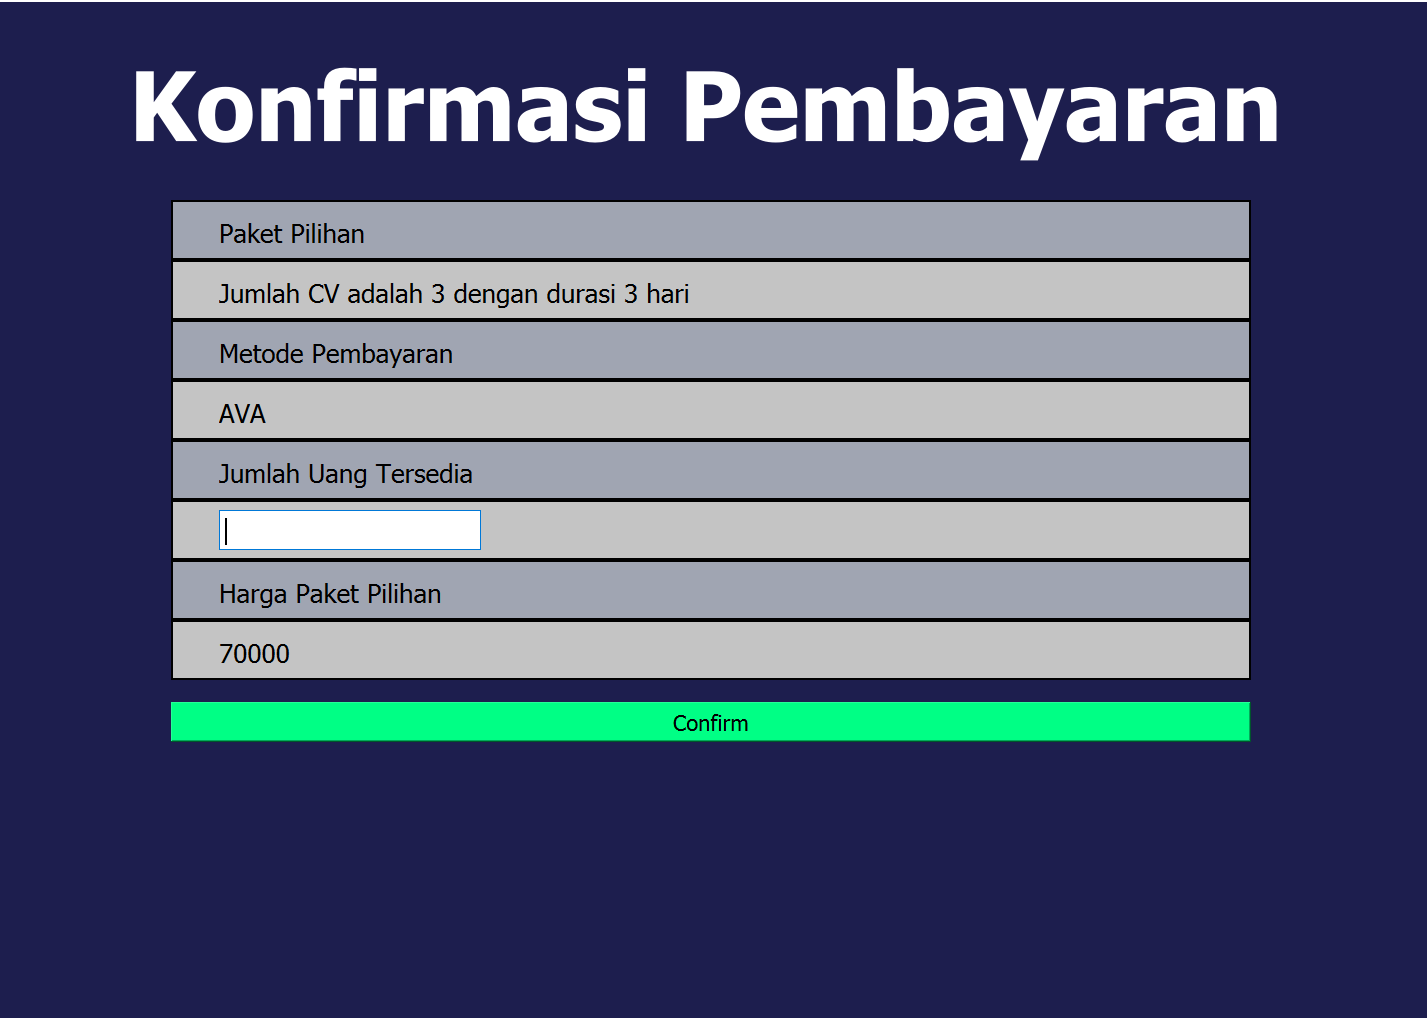 Konfirmasi Pembayaran
Paket Pilihan
Jumlah CV adalah 3 dengan durasi 3 hari
Metode Pembayaran
AVA
Jumlah Uang Tersedia
Harga Paket Pilihan
70000
Confirm